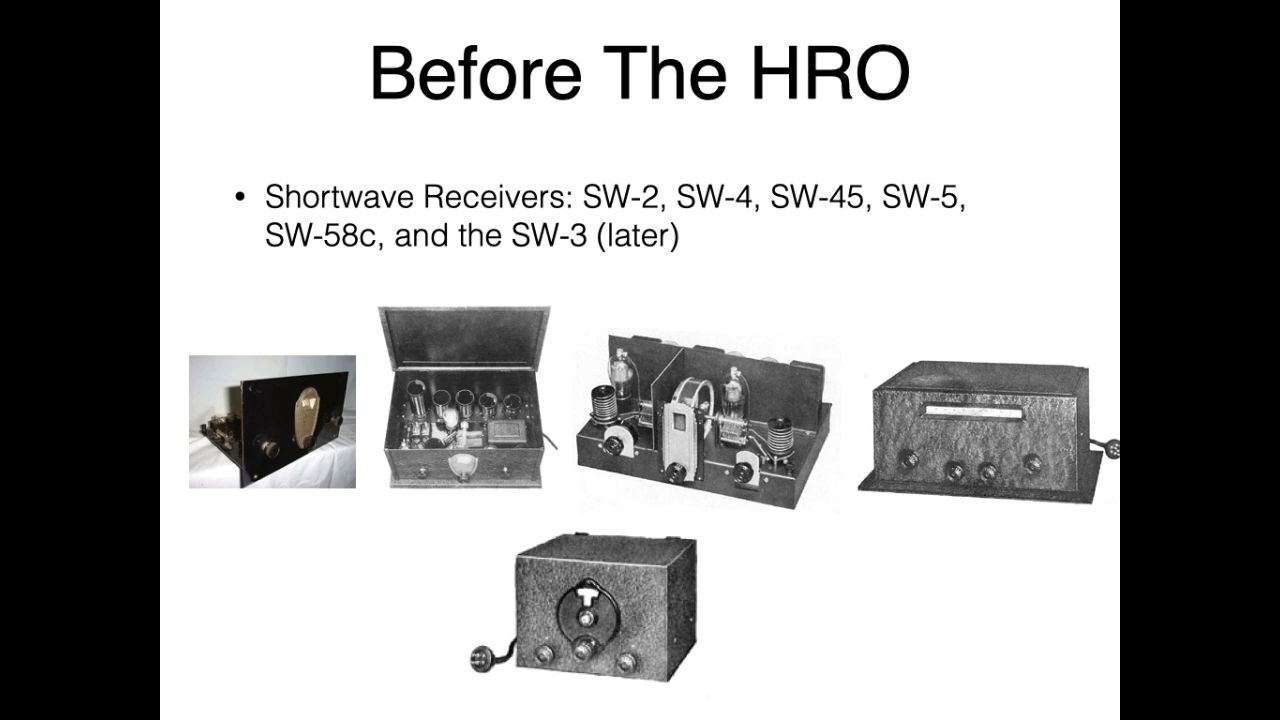 Before The HRO
• Shortwave Receivers: SW-2, SW-4, SW-45, SW-5,
SW-58c, and the SW-3 (later)